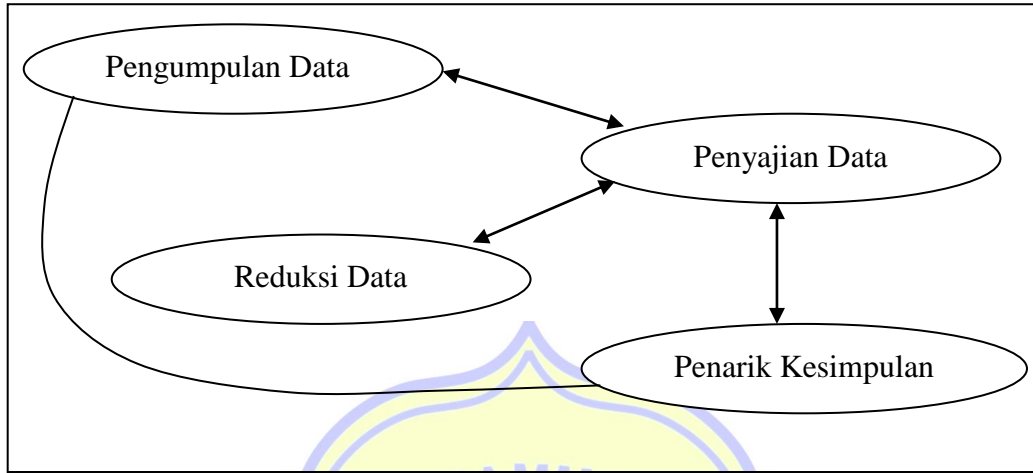 Pengumpulan Data
Penyajian Data
Reduksi Data
Penarik Kesimpulan